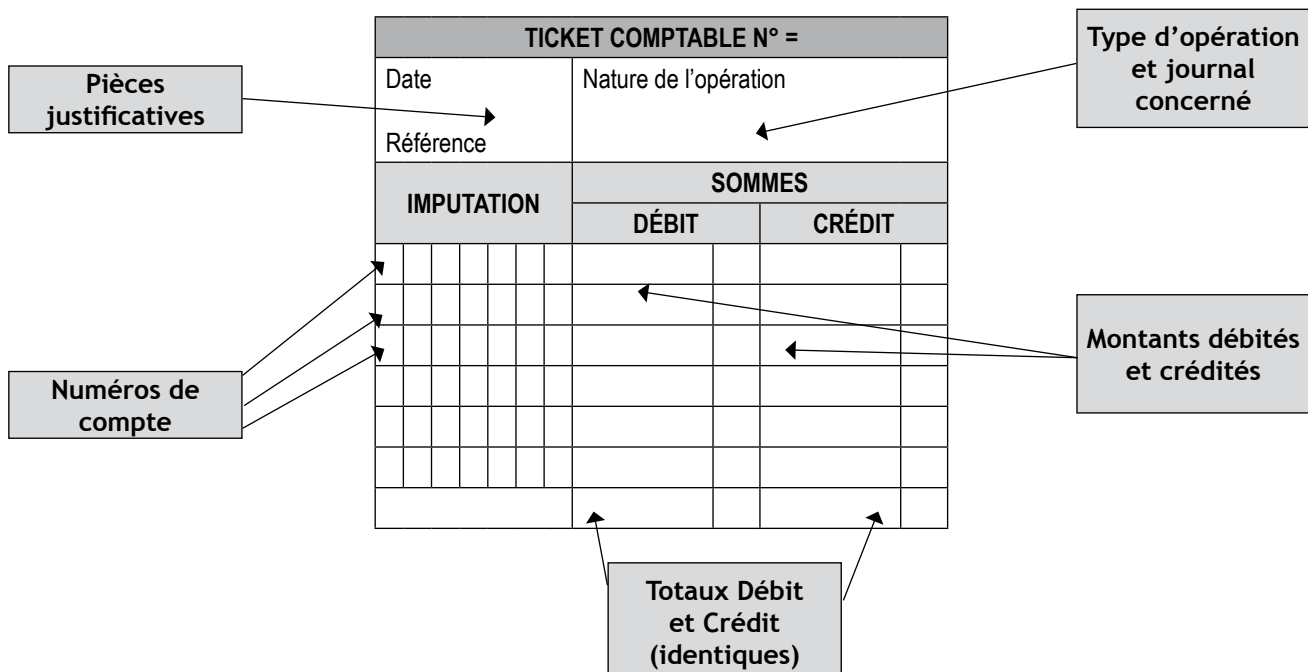 TICKET COMPTABLE N° =
Date
Nature de l'opération
Référence
IMPUTATION
SOMMES
DÉBIT
CRÉDIT
Pièces
justificatives
Type d'opération
et journal
concerné
Numéros de
compte
Montants débités
et crédités
Totaux Débit
et Crédit
(identiques)